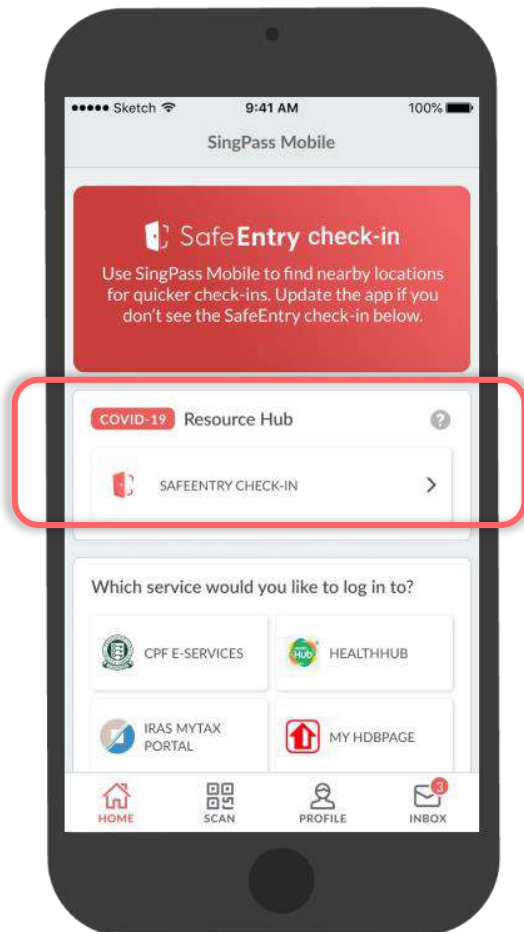 Sketch 9:41 AM 100%
SingPass Mobile
SafeEntry check-in
Use SingPass Mobile to find nearby locations
for quicker check-ins. Update the app if you
don't see the SafeEntry check-in below.
COVID-19 Resource Hub ?
SAFEENTRY CHECK-IN
Which service would you like to log in to?
CPF E-SERVICES
Hub HEALTHHUB
IRAS MYTAX
PORTAL
MY HDBPAGE
3
HOME SCAN PROFILE INBOX